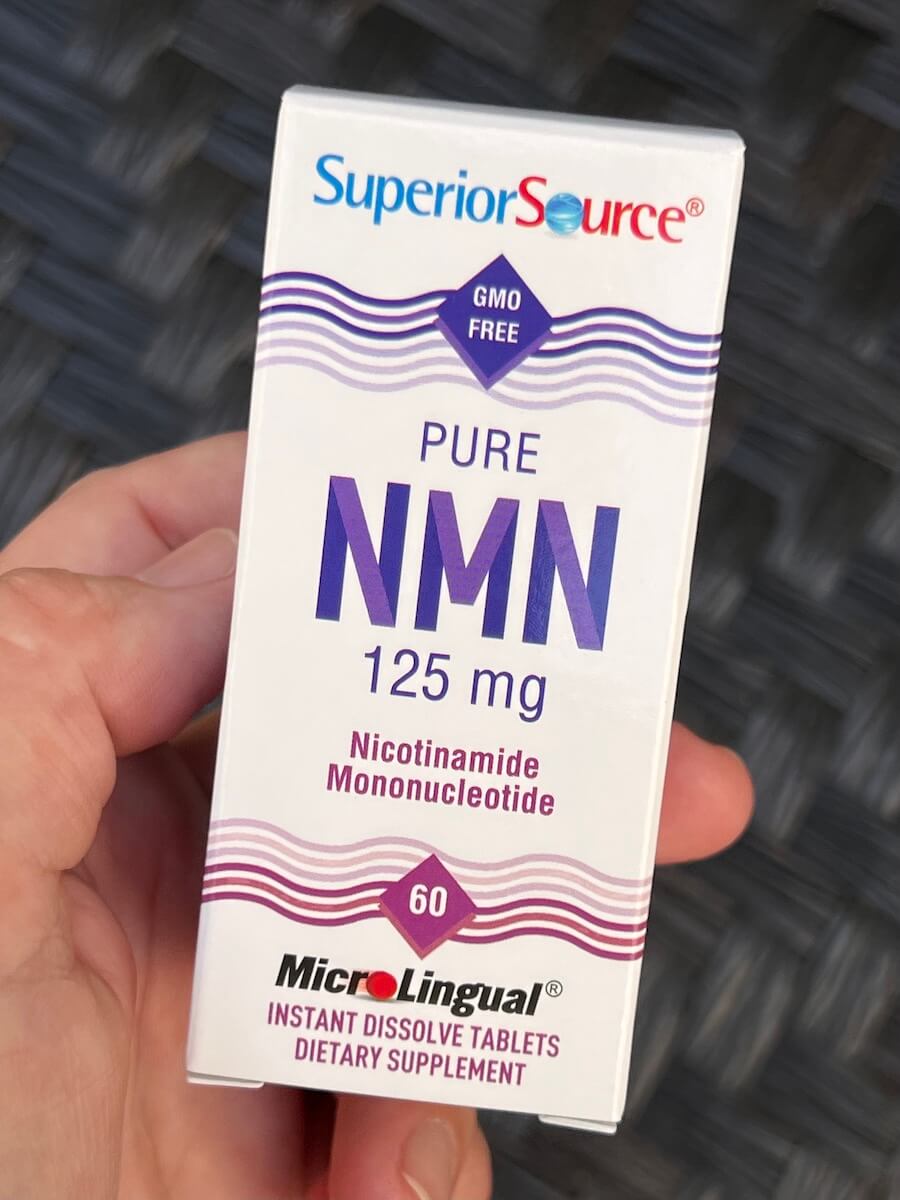 SuperiorSource®
GMO
FREE
PURE
NMN
125 mg
Nicotinamide
Mononucleotide
60
MicroLingual®
INSTANT DISSOLVE TABLETS
DIETARY SUPPLEMENT